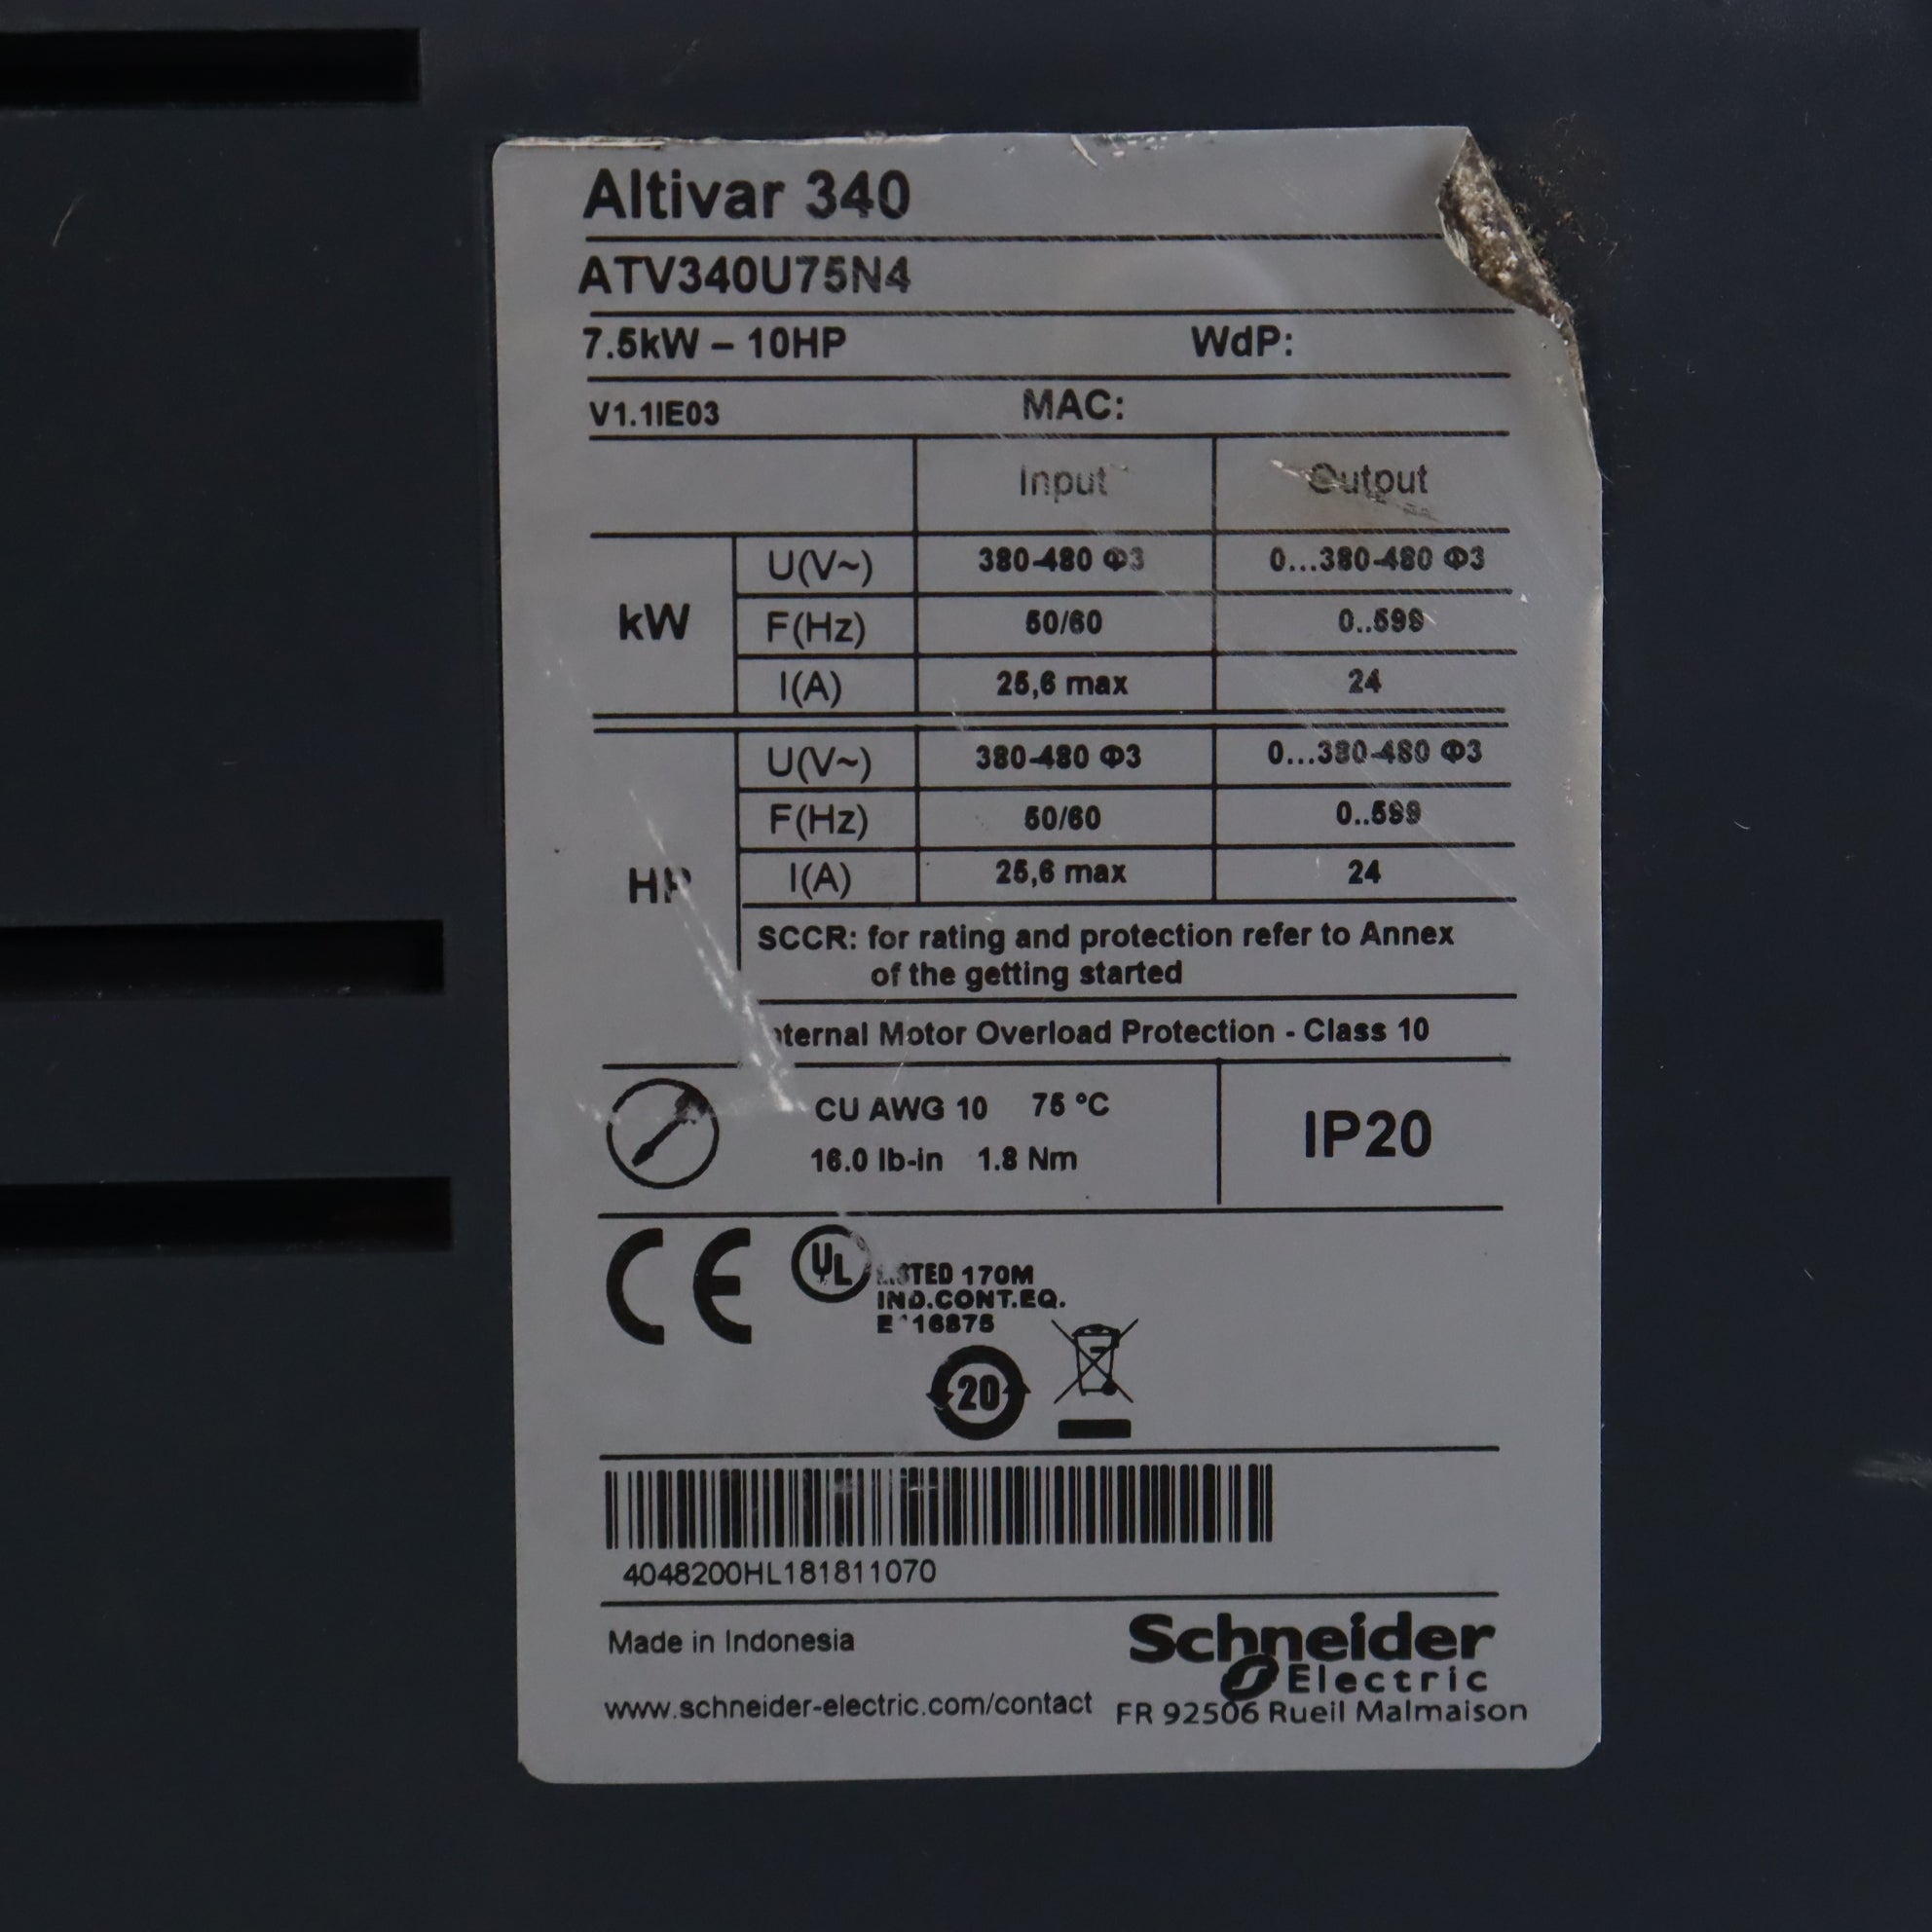 Altivar 340
ATV340U75N4
7.5kW – 10HP WdP:
V1.1IE03 MAC:
Input Output
kW
U(V~) 380-480 Φ3 0...380-480 Φ3
F(Hz) 50/60 0..599
I(A) 25,6 max 24
HP
U(V~) 380-480 Φ3 0...380-480 Φ3
F(Hz) 50/60 0..599
I(A) 25,6 max 24
SCCR: for rating and protection refer to Annex
of the getting started
Internal Motor Overload Protection - Class 10
CU AWG 10 75 °C
16.0 lb-in 1.8 Nm
IP20
CE
UL
LISTED 170M
IND.CONT.EQ.
20
4048200HL181811070
Made in Indonesia
Schneider
Electric
www.schneider-electric.com/contact
FR 92506 Rueil Malmaison